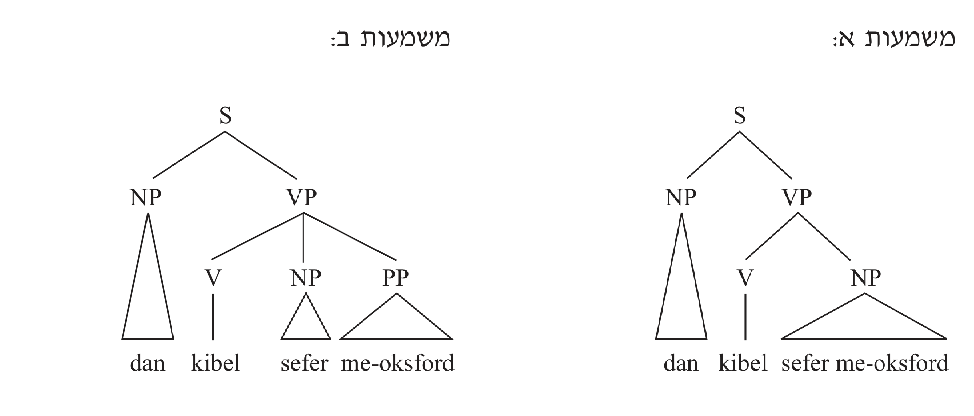 משמעות א:
משמעות ב:
S
S
NP VP
NP VP
V NP PP
V NP
dan kibel sefer me-oksford
dan kibel sefer me-oksford